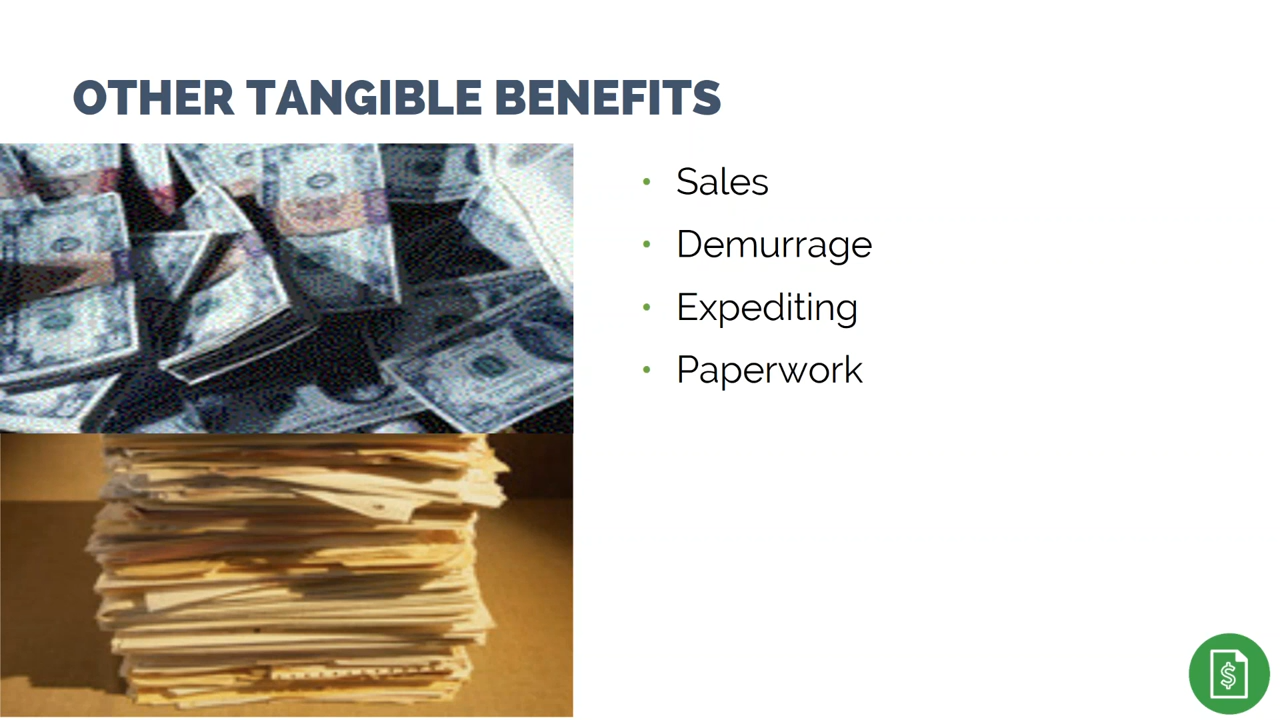 OTHER TANGIBLE BENEFITS
• Sales
• Demurrage
• Expediting
• Paperwork
$